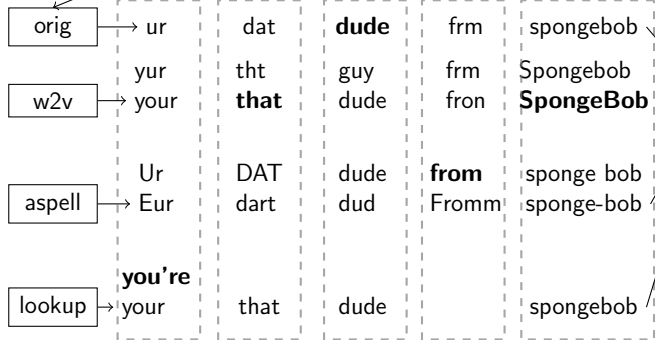 orig ur dat dude frm spongebob
yur tht guy frm Spongebob
w2v your that dude fron SpongeBob
Ur DAT dude from sponge bob
aspell Eur dart dud Fromm sponge-bob
you're
lookup your that dude spongebob